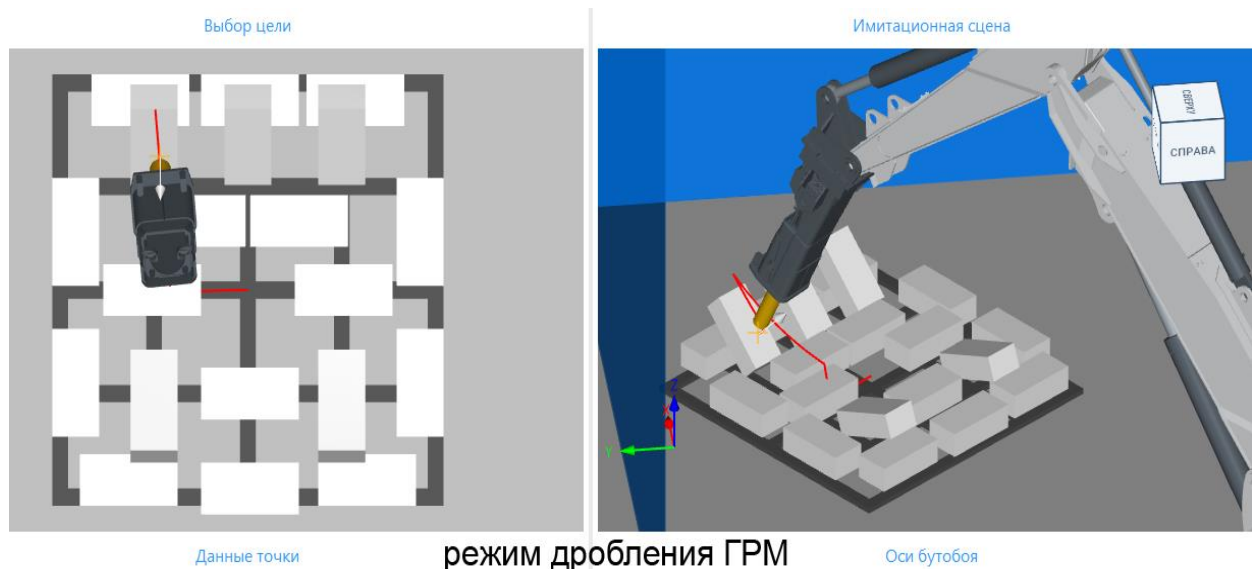 Выбор цели
Имитационная сцена
СВЕРХУ
СПРАВА
Z
X
Y
Данные точки
режим дробления ГРМ
Оси бутобоя